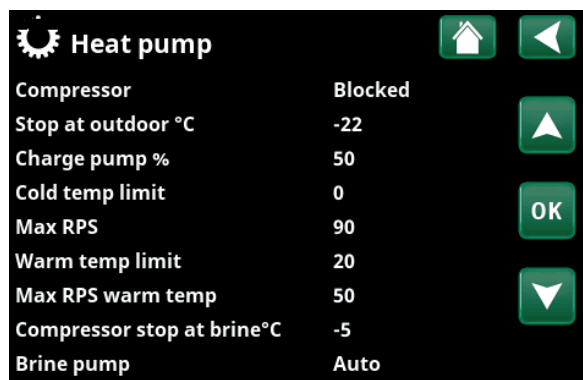 Heat pump
Compressor Blocked
Stop at outdoor °C -22
Charge pump % 50
Cold temp limit 0
OK
Max RPS 90
Warm temp limit 20
Max RPS warm temp 50
Compressor stop at brine°C -5
Brine pump Auto